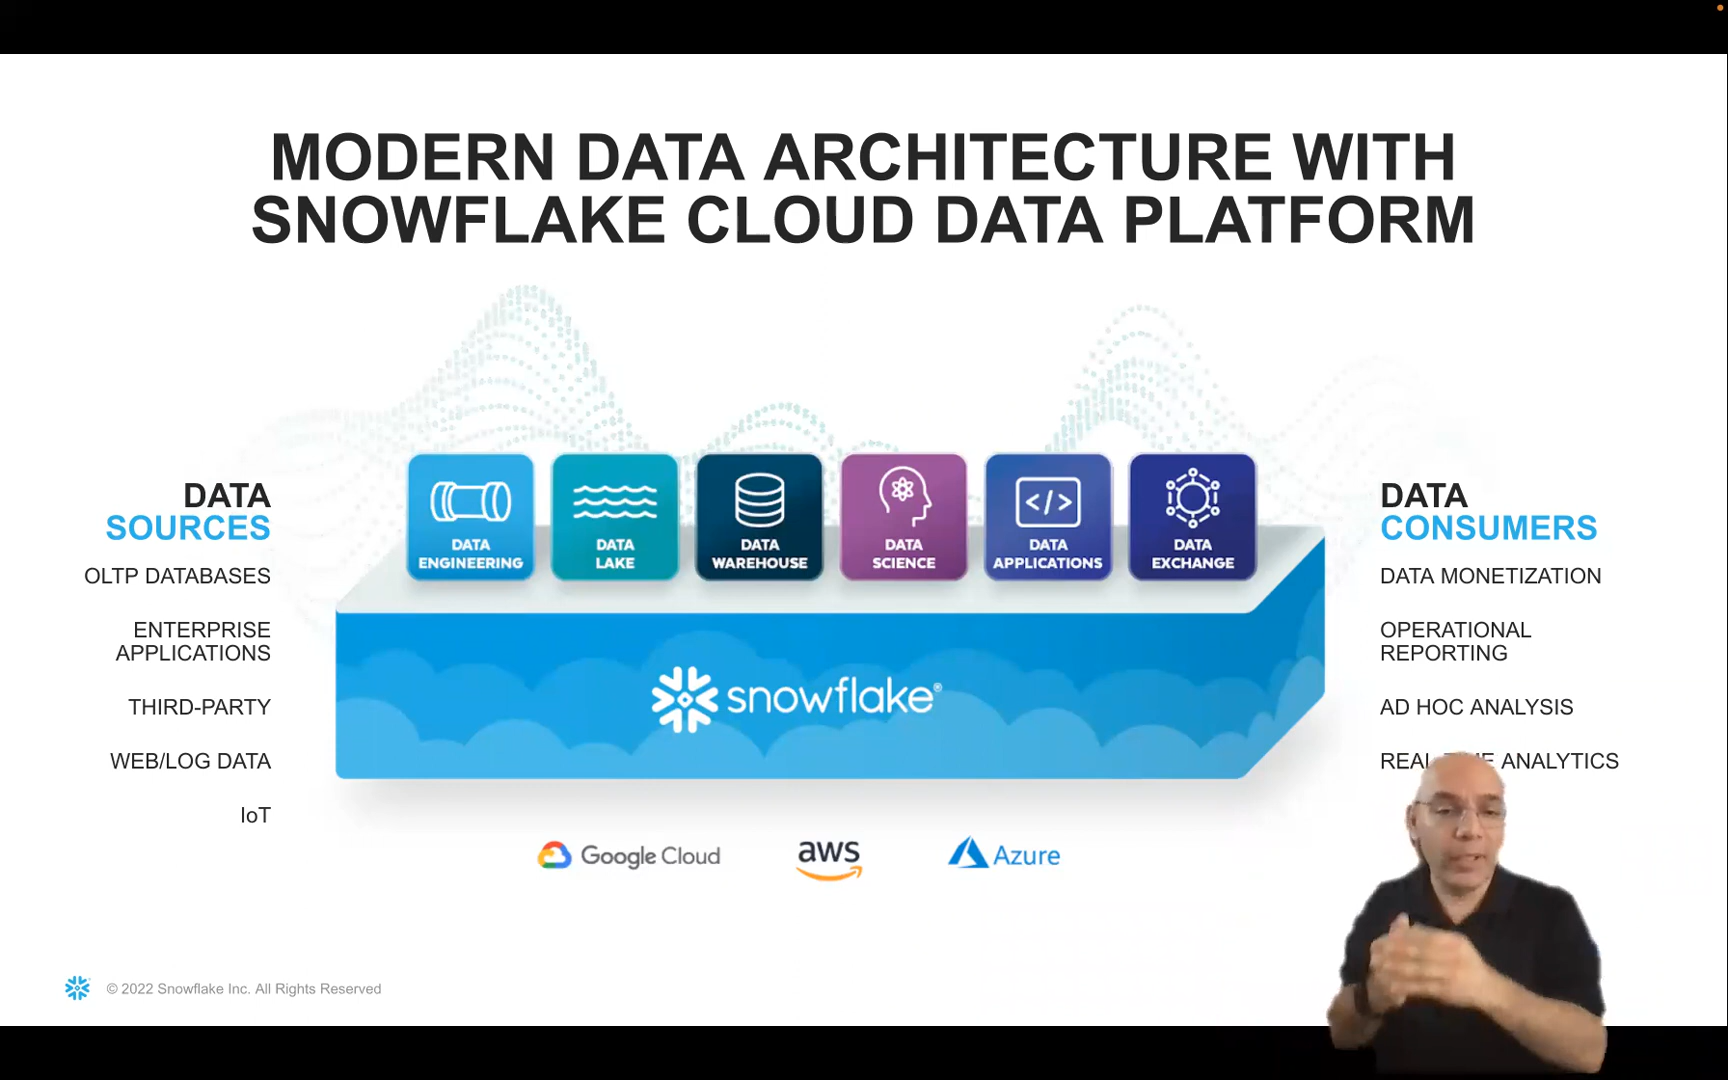 MODERN DATA ARCHITECTURE WITH
SNOWFLAKE CLOUD DATA PLATFORM
DATA
SOURCES
OLTP DATABASES
ENTERPRISE
APPLICATIONS
THIRD-PARTY
WEB/LOG DATA
IoT
DATA
ENGINEERING
DATA
LAKE
DATA
WAREHOUSE
DATA
SCIENCE
</>
DATA
APPLICATIONS
DATA
EXCHANGE
snowflake®
Google Cloud
aws
Azure
DATA
CONSUMERS
DATA MONETIZATION
OPERATIONAL
REPORTING
AD HOC ANALYSIS
ANALYTICS
© 2022 Snowflake Inc. All Rights Reserved